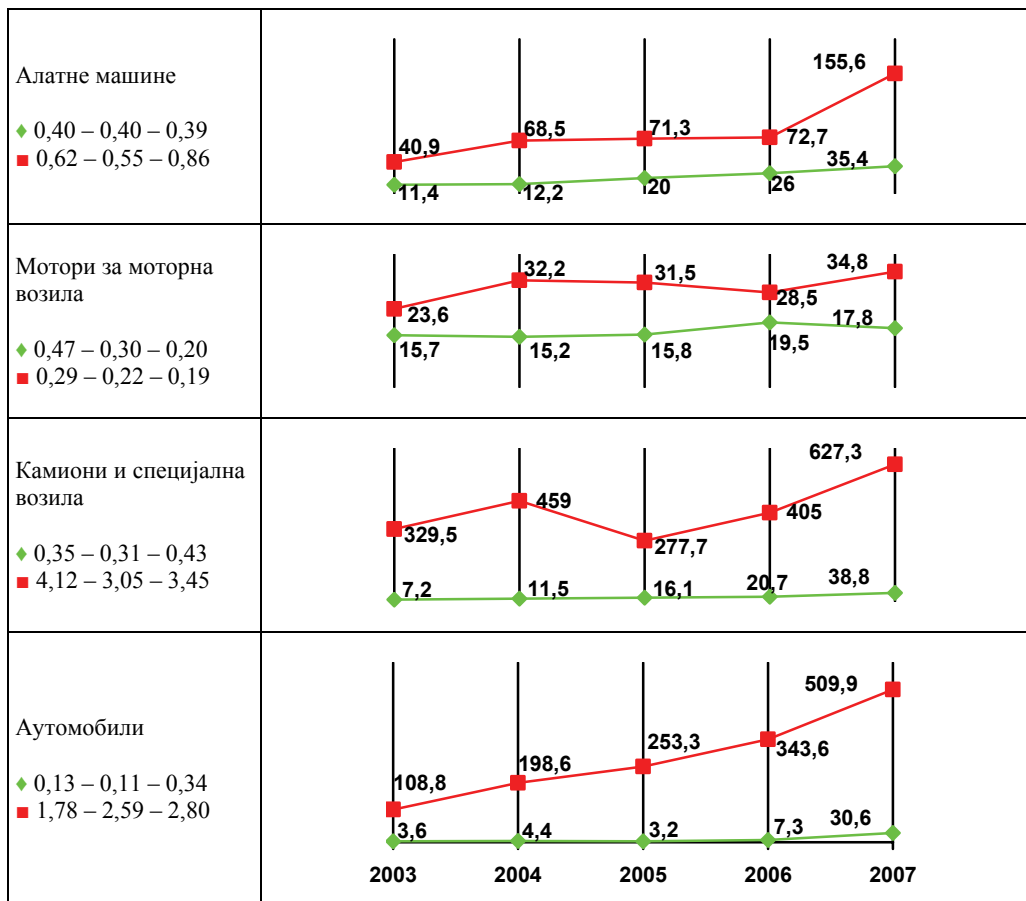 Алатне машине
♦ 0,40 – 0,40 – 0,39
■ 0,62 – 0,55 – 0,86
40,9 68,5 71,3 72,7 155,6
11,4 12,2 20 26 35,4
Мотори за моторна
возила
♦ 0,47 – 0,30 – 0,20
■ 0,29 – 0,22 – 0,19
23,6 32,2 31,5 28,5 34,8
15,7 15,2 15,8 19,5 17,8
Камиони и специјална
возила
♦ 0,35 – 0,31 – 0,43
■ 4,12 – 3,05 – 3,45
329,5 459 277,7 405 627,3
7,2 11,5 16,1 20,7 38,8
Аутомобили
♦ 0,13 – 0,11 – 0,34
■ 1,78 – 2,59 – 2,80
108,8 198,6 253,3 343,6 509,9
3,6 4,4 3,2 7,3 30,6
2003 2004 2005 2006 2007